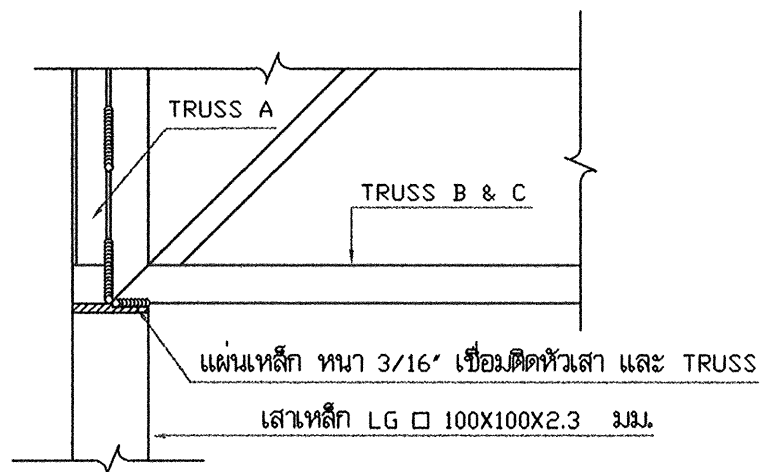 TRUSS A
TRUSS B & C
แผ่นเหล็ก หนา 3/16" เชื่อมติดหัวเสา และ TRUSS
เสาเหล็ก LG □ 100X100X2.3 มม.